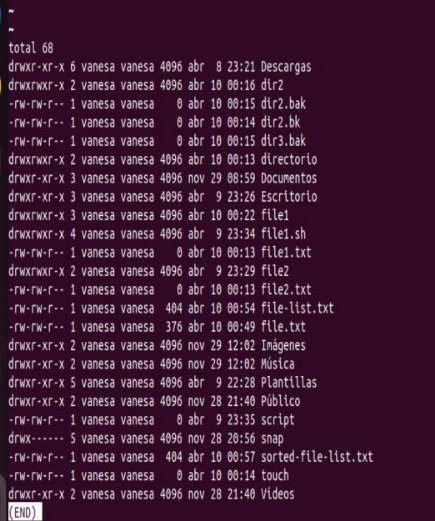 ~
~
total 68
drwxr-xr-x 6 vanesa vanesa 4096 abr  8 23:21 Descargas
drwxrwxr-x 2 vanesa vanesa 4096 abr 10 00:16 dir2
-rw-rw-r-- 1 vanesa vanesa    0 abr 10 00:15 dir2.bak
-rw-rw-r-- 1 vanesa vanesa    0 abr 10 00:14 dir2.bk
-rw-rw-r-- 1 vanesa vanesa    0 abr 10 00:15 dir3.bak
drwxrwxr-x 2 vanesa vanesa 4096 abr 10 00:13 directorio
drwxr-xr-x 3 vanesa vanesa 4096 nov 29 08:59 Documentos
drwxr-xr-x 3 vanesa vanesa 4096 abr  9 23:26 Escritorio
drwxrwxr-x 3 vanesa vanesa 4096 abr 10 00:22 file1
drwxr-xr-x 4 vanesa vanesa 4096 abr  9 23:34 file1.sh
-rw-rw-r-- 1 vanesa vanesa    0 abr 10 00:13 file1.txt
drwxr-xr-x 2 vanesa vanesa 4096 abr  9 23:29 file2
-rw-rw-r-- 1 vanesa vanesa    0 abr 10 00:13 file2.txt
-rw-rw-r-- 1 vanesa vanesa  404 abr 10 00:54 file-list.txt
-rw-rw-r-- 1 vanesa vanesa  376 abr 10 00:49 file.txt
drwxr-xr-x 2 vanesa vanesa 4096 nov 29 12:02 Imágenes
drwxr-xr-x 2 vanesa vanesa 4096 nov 29 12:02 Música
drwxr-xr-x 5 vanesa vanesa 4096 abr  9 22:28 Plantillas
drwxr-xr-x 2 vanesa vanesa 4096 nov 28 21:40 Público
-rw-rw-r-- 1 vanesa vanesa    0 abr  9 23:35 script
drwx------ 5 vanesa vanesa 4096 nov 28 20:56 snap
-rw-rw-r-- 1 vanesa vanesa  404 abr 10 00:57 sorted-file-list.txt
-rw-rw-r-- 1 vanesa vanesa    0 abr 10 00:14 touch
drwxr-xr-x 2 vanesa vanesa 4096 nov 28 21:40 Vídeos
(END)